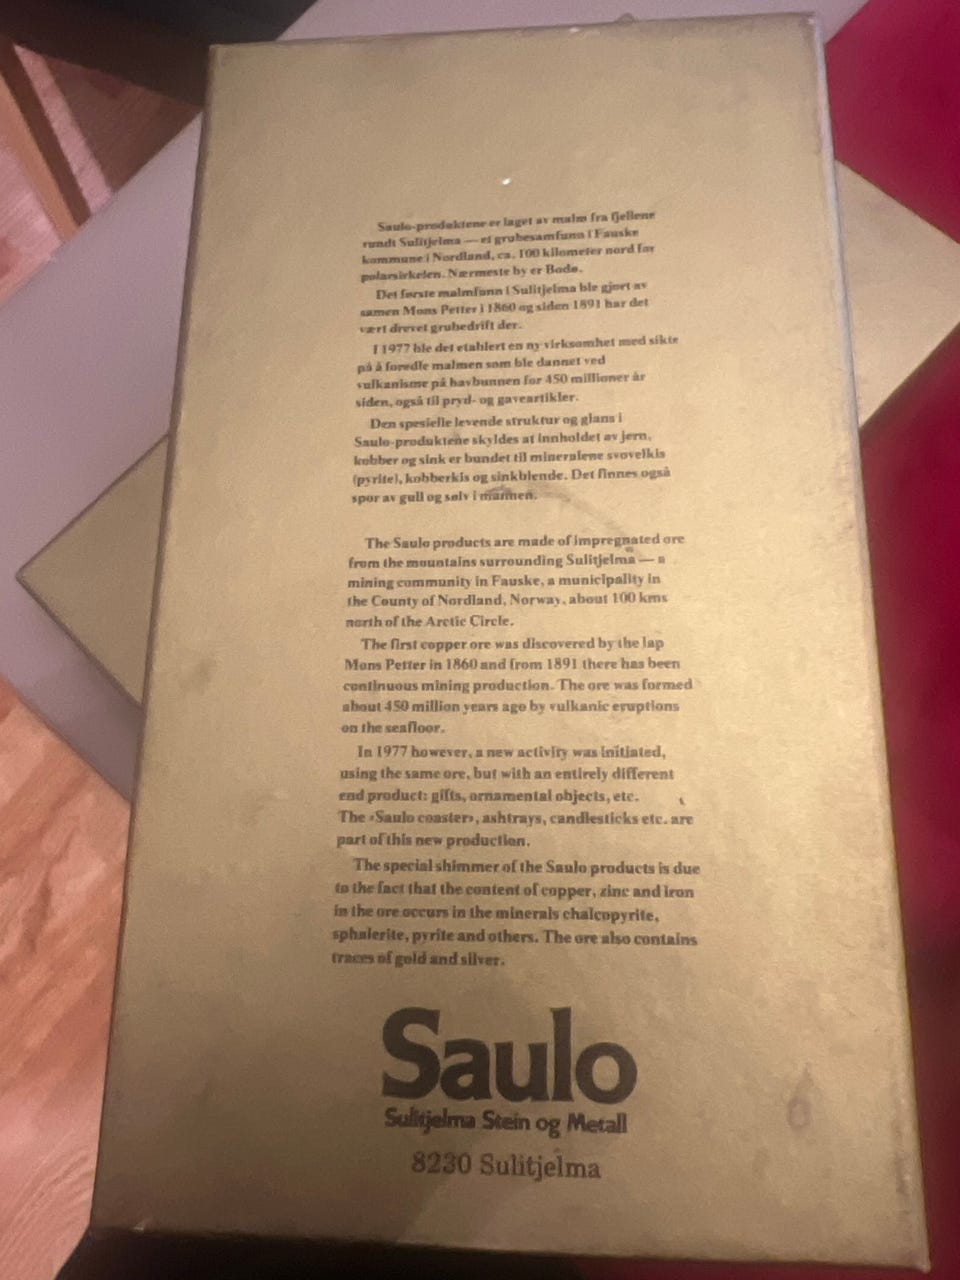 Saulo-produktene er laget av malm fra fjellene
rundt Sulitjelma — et grubesamfunn i Fauske
kommune i Nordland, ca. 100 kilometer nord for
polarsirkelen. Nærmeste by er Bodø.
Det første malmfunn i Sulitjelma ble gjort av
samen Mons Petter i 1860 og siden 1891 har det
vært drevet grubedrift der.
I 1977 ble det etablert en ny virksomhet med sikte
på å foredle malmen som ble dannet ved
vulkanisme på havbunnen for 450 millioner år
siden, også til pryd- og gaveartikler.
Den spesielle levende struktur og glans i
Saulo-produktene skyldes at innholdet av jern,
kobber og sink er bundet til mineralene svovelkis
(pyrite), kobberkis og sinkblende. Det finnes også
spor av gull og sølv i malmen.
The Saulo products are made of impregnated ore
from the mountains surrounding Sulitjelma — a
mining community in Fauske, a municipality in
the County of Nordland, Norway, about 100 kms
north of the Arctic Circle.
The first copper ore was discovered by the lap
Mons Petter in 1860 and from 1891 there has been
continuous mining production. The ore was formed
about 450 million years ago by vulkanic eruptions
on the seafloor.
In 1977 however, a new activity was initiated,
using the same ore, but with an entirely different
end product: gifts, ornamental objects, etc.
The «Saulo coaster», ashtrays, candlesticks etc. are
part of this new production.
The special shimmer of the Saulo products is due
to the fact that the content of copper, zinc and iron
in the ore occurs in the minerals chalcopyrite,
sphalerite, pyrite and others. The ore also contains
traces of gold and silver.
Saulo
Sulitjelma Stein og Metall
8230 Sulitjelma